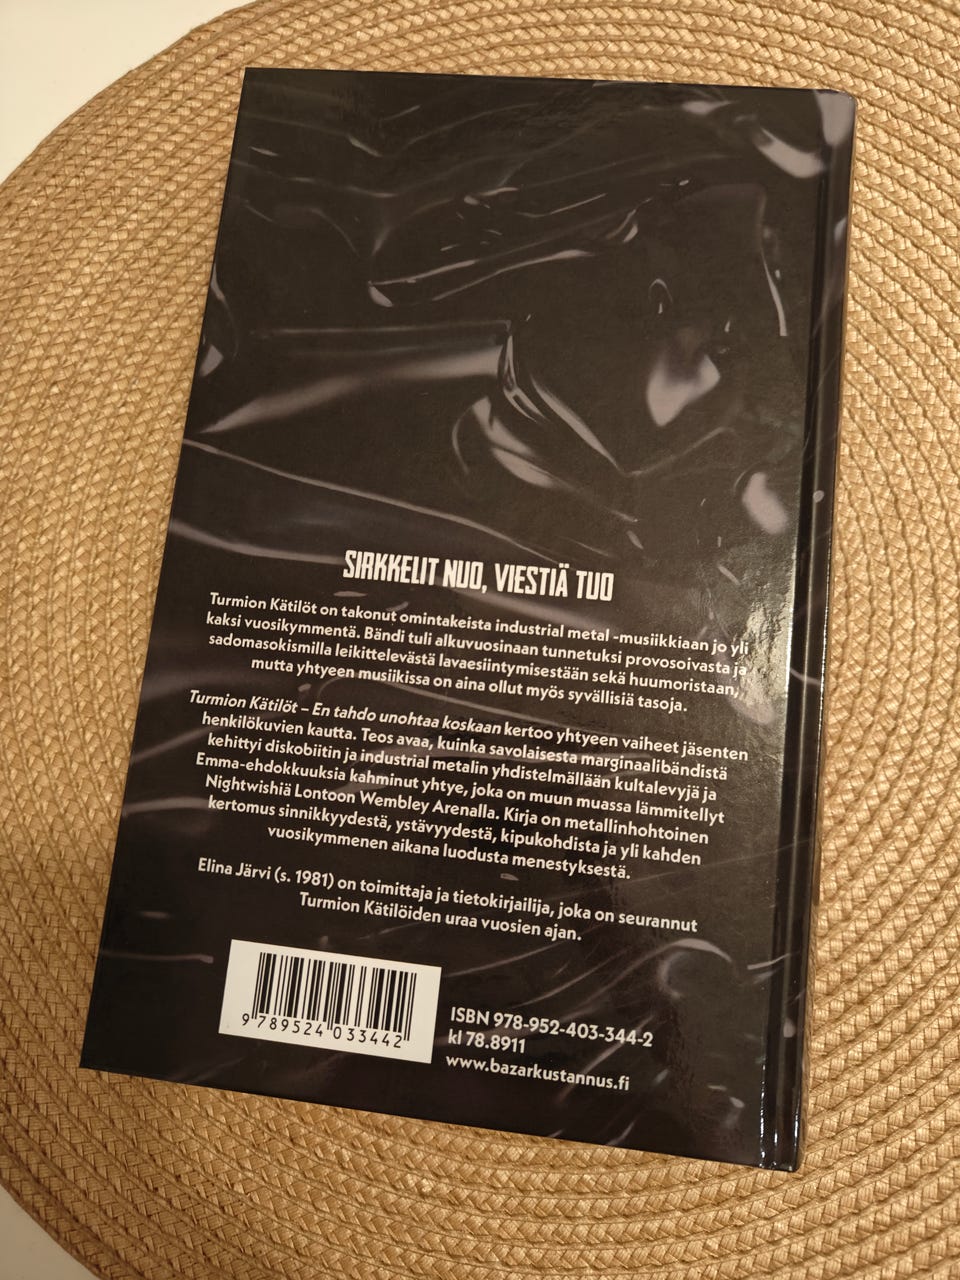 SIRKKELIT NUO, VIESTIÄ TUO
Turmion Kätilöt on takonut omintakeista industrial metal -musiikkiaan jo yli
kaksi vuosikymmentä. Bändi tuli alkuvuosinaan tunnetuksi provosoivasta ja
sadomasokismilla leikittelevästä lavaesiintymisestään sekä huumoristaan,
mutta yhtyeen musiikissa on aina ollut myös syvällisiä tasoja.
Turmion Kätilöt – En tahdo unohtaa koskaan kertoo yhtyeen vaiheet jäsenten
henkilökuvien kautta. Teos avaa, kuinka savolaisesta marginaalibändistä
kehittyi diskobiitin ja industrial metalin yhdistelmällään kultalevyjä ja
Emma-ehdokkuuksia kahminut yhtye, joka on muun muassa lämmitellyt
Nightwishiä Lontoon Wembley Arenalla. Kirja on metallinhohtoinen
kertomus sinnikkyydestä, ystävyydestä, kipukohdista ja yli kahden
vuosikymmenen aikana luodusta menestyksestä.
Elina Järvi (s. 1981) on toimittaja ja tietokirjailija, joka on seurannut
Turmion Kätilöiden uraa vuosien ajan.
9 789524 033442
ISBN 978-952-403-344-2
kl 78.8911
www.bazarkustannus.fi